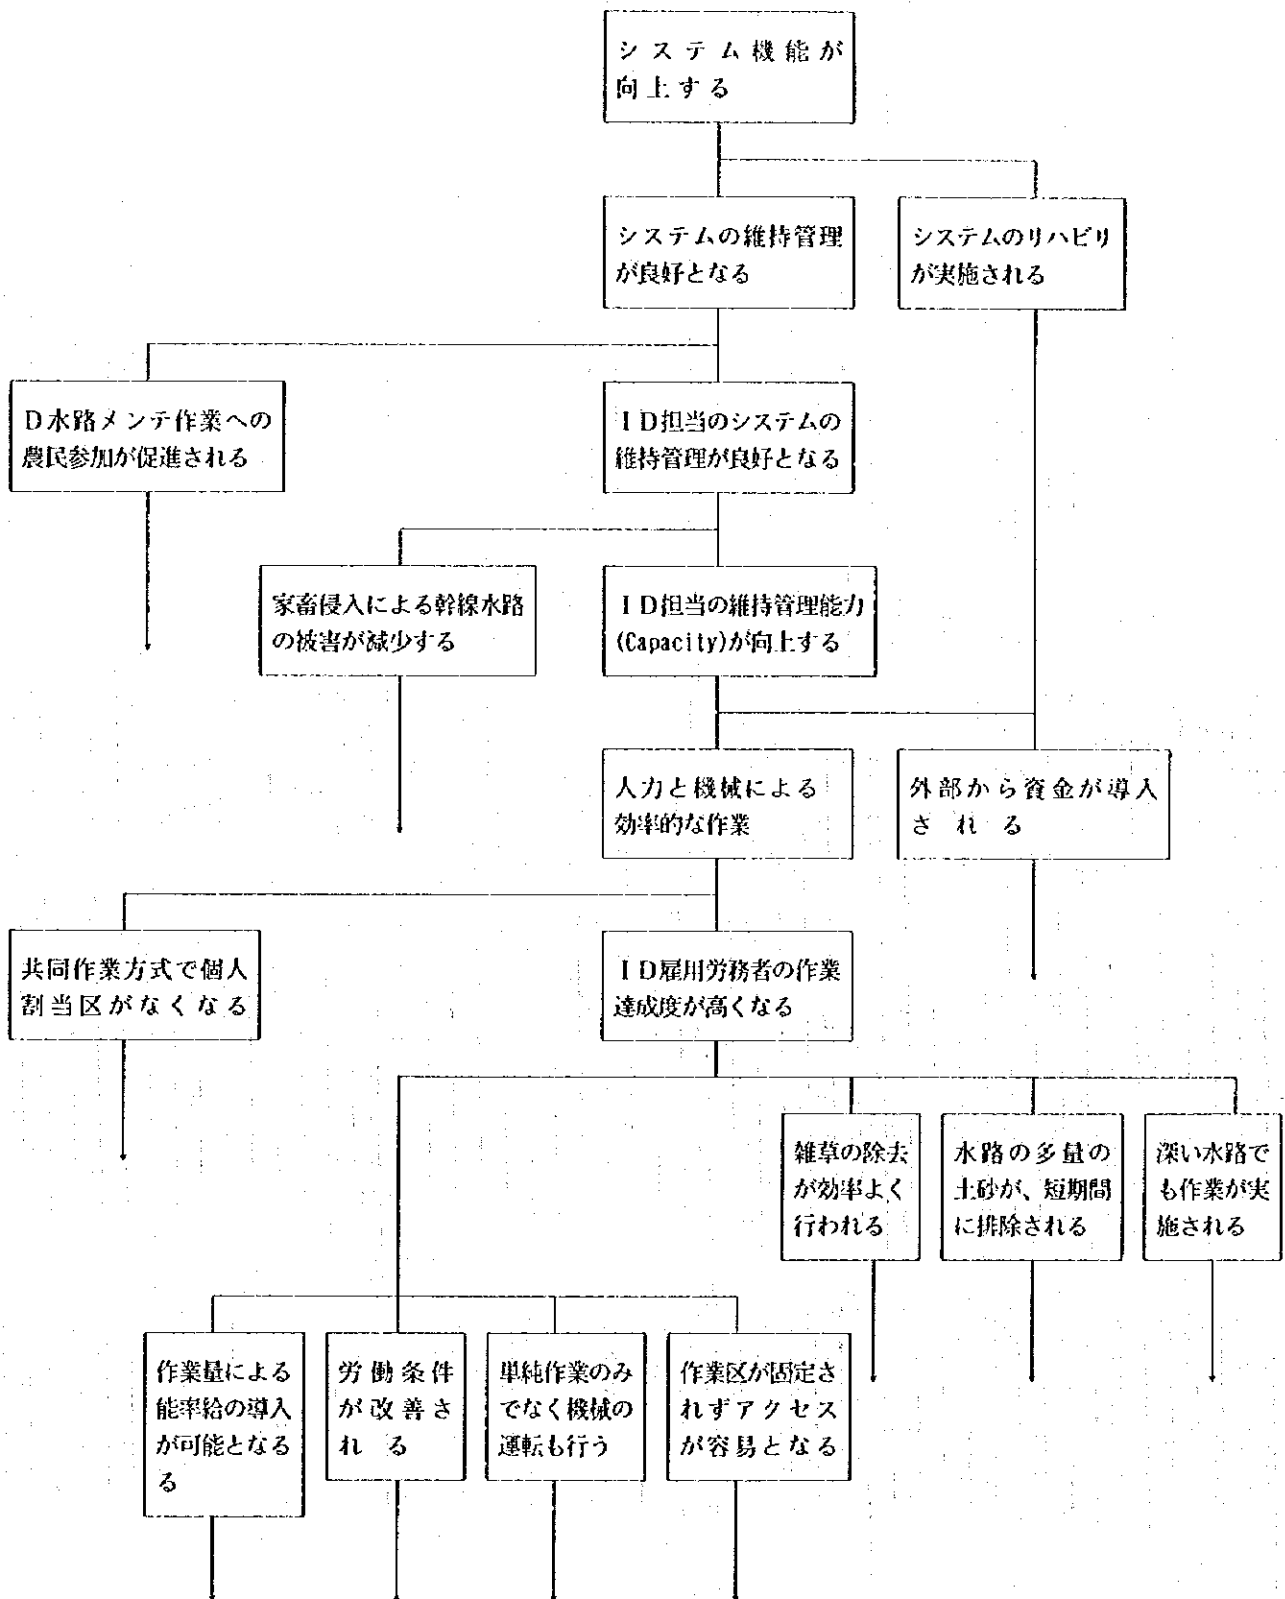 システム機能が
向上する
システムの維持管理
が良好となる
システムのリハビリ
が実施される
D水路メンテ作業への
農民参加が促進される
ID担当のシステムの
維持管理が良好となる
家畜侵入による幹線水路
の被害が減少する
ID担当の維持管理能力
(Capacity)が向上する
人力と機械による
効率的な作業
外部から資金が導入
される
共同作業方式で個人
割当区がなくなる
ID雇用労務者の作業
達成度が高くなる
雑草の除去
が効率よく
行われる
水路の多量の
土砂が、短期間
に排除される
深い水路で
も作業が実
施される
作業量による
能率給の導入
が可能となる
る
労働条件
が改善さ
れる
単純作業のみ
でなく機械の
運転も行う
作業区が固定さ
れずアクセス
が容易となる